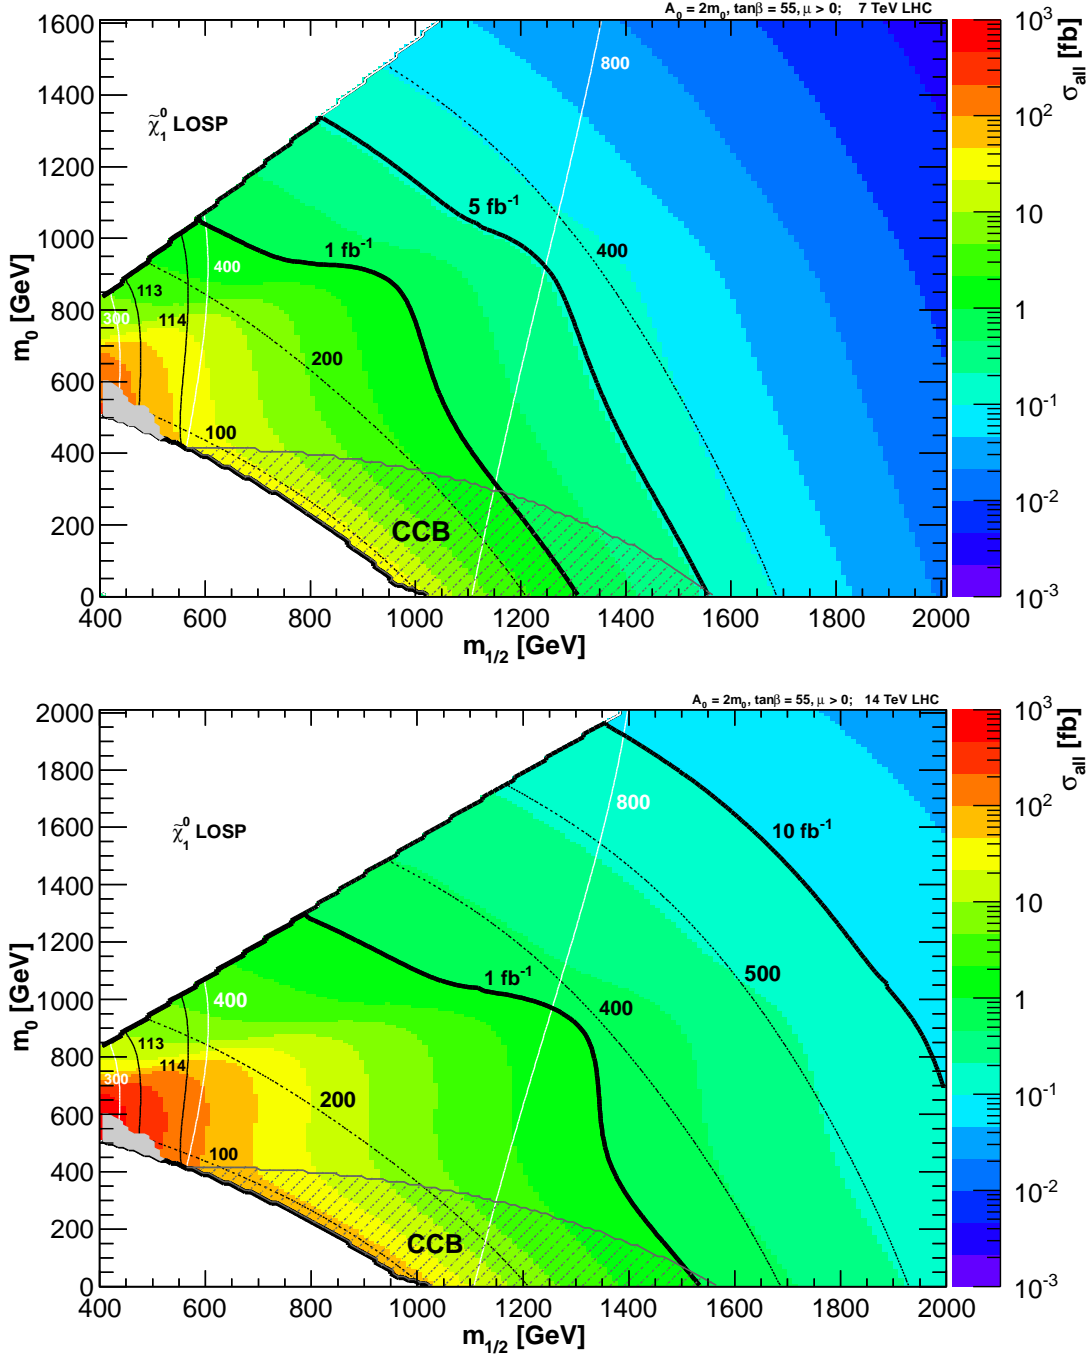 A₀ = 2m₀, tanβ = 55, μ > 0; 7 TeV LHC
σ_all [fb]
m₀ [GeV]
1600
1400
1200
1000
800
600
400
200
0
χ̃₁⁰ LOSP
800
5 fb⁻¹
1 fb⁻¹
400
400
113
300
114
200
100
CCB
10³
10²
10
1
10⁻¹
10⁻²
10⁻³
400 600 800 1000 1200 1400 1600 1800 2000
m₁/₂ [GeV]
A₀ = 2m₀, tanβ = 55, μ > 0; 14 TeV LHC
σ_all [fb]
m₀ [GeV]
2000
1800
1600
1400
1200
1000
800
600
400
200
0
χ̃₁⁰ LOSP
800
10 fb⁻¹
1 fb⁻¹
500
400
400
113
114
300
200
100
CCB
10³
10²
10
1
10⁻¹
10⁻²
10⁻³
400 600 800 1000 1200 1400 1600 1800 2000
m₁/₂ [GeV]